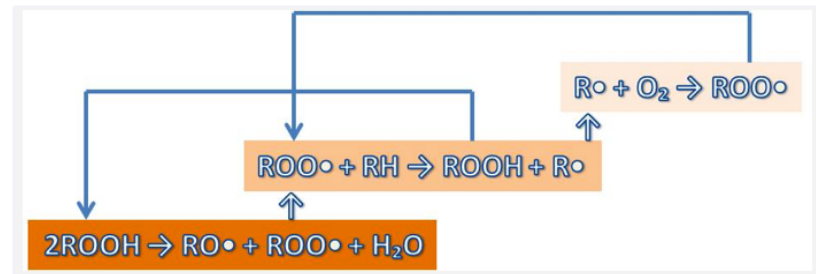 R• + O₂ → ROO•
ROO• + RH → ROOH + R•
2ROOH → RO• + ROO• + H₂O